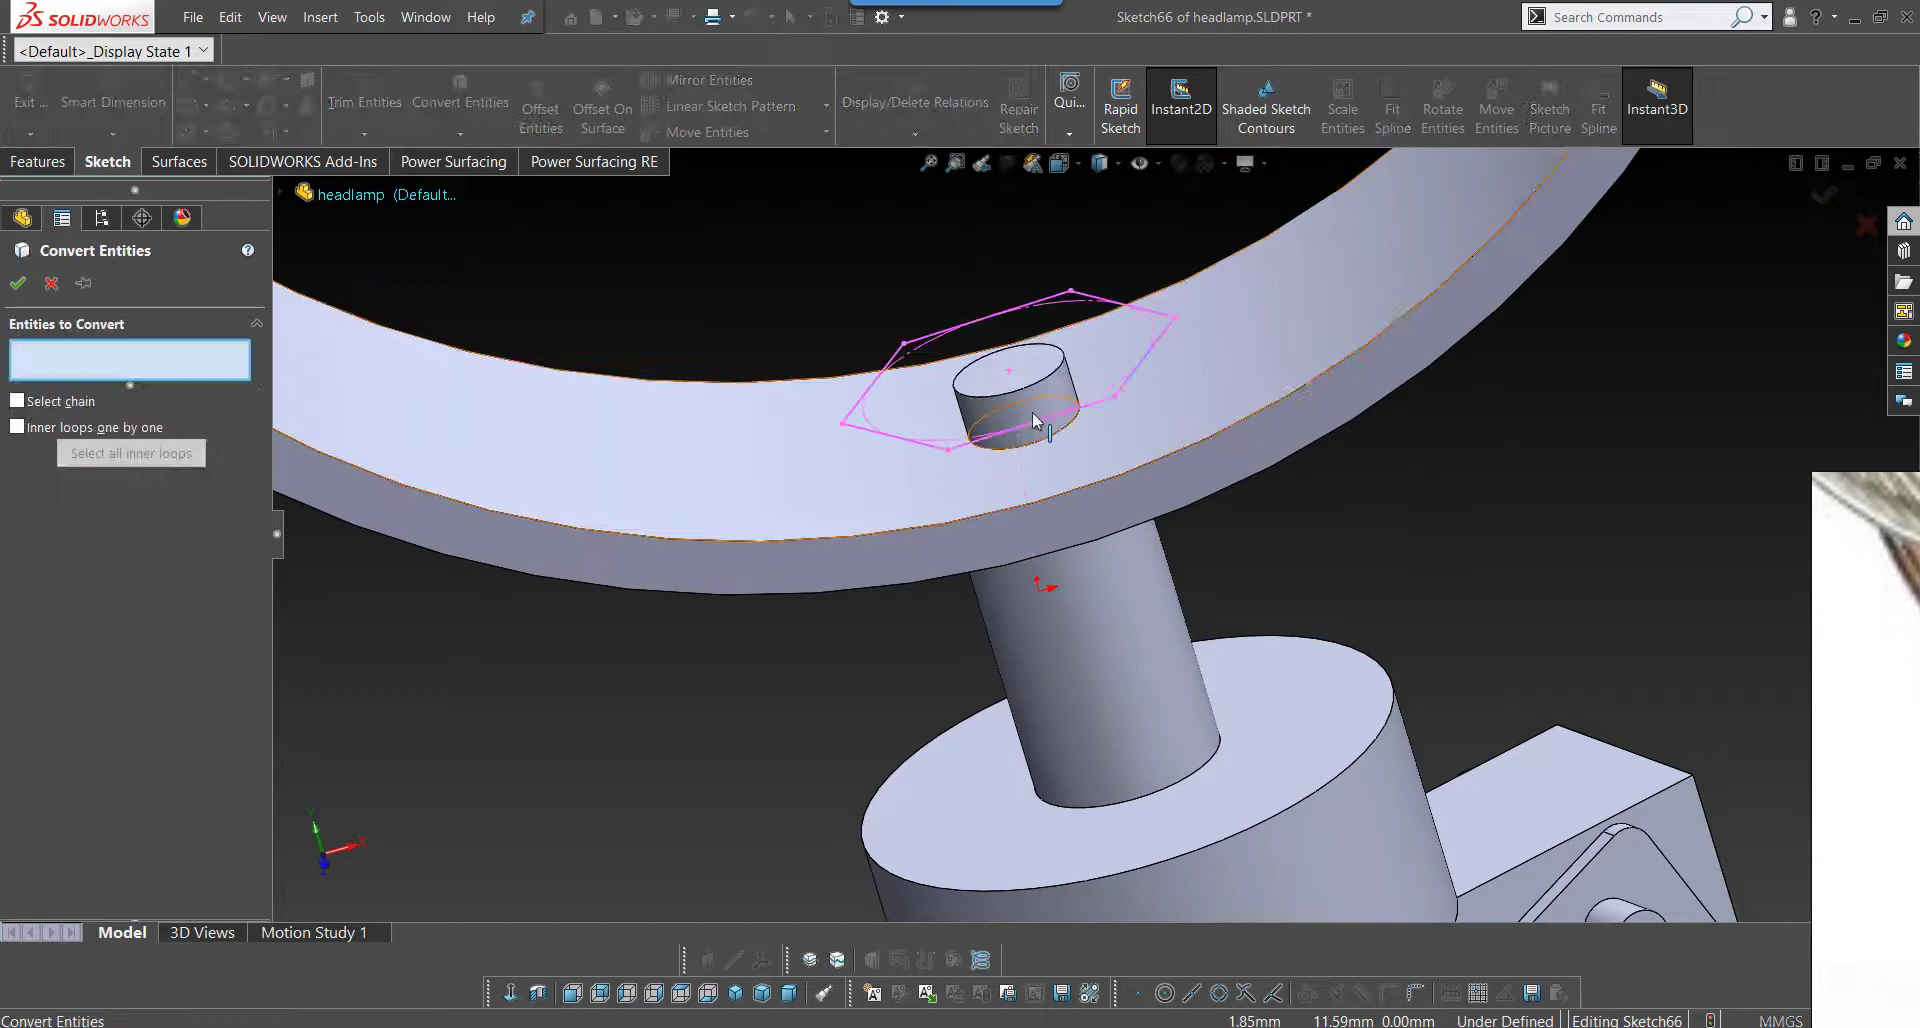 SOLIDWORKS
File Edit View Insert Tools Window Help
Sketch66 of headlamp.SLDPRT *
Search Commands
<Default>_Display State 1
Exit ...
Smart Dimension
Trim Entities
Convert Entities
Offset Entities
Offset On Surface
Mirror Entities
Linear Sketch Pattern
Move Entities
Display/Delete Relations
Repair Sketch
Qui...
Rapid Sketch
Instant2D
Shaded Sketch Contours
Scale Entities
Fit Spline
Rotate Entities
Move Entities
Sketch Picture
Fit Spline
Instant3D
Features Sketch Surfaces SOLIDWORKS Add-Ins Power Surfacing Power Surfacing RE
headlamp (Default...
Convert Entities
Entities to Convert
Select chain
Inner loops one by one
Select all inner loops
Model 3D Views Motion Study 1
Convert Entities
1.85mm 11.59mm 0.00mm Under Defined Editing Sketch66 MMGS